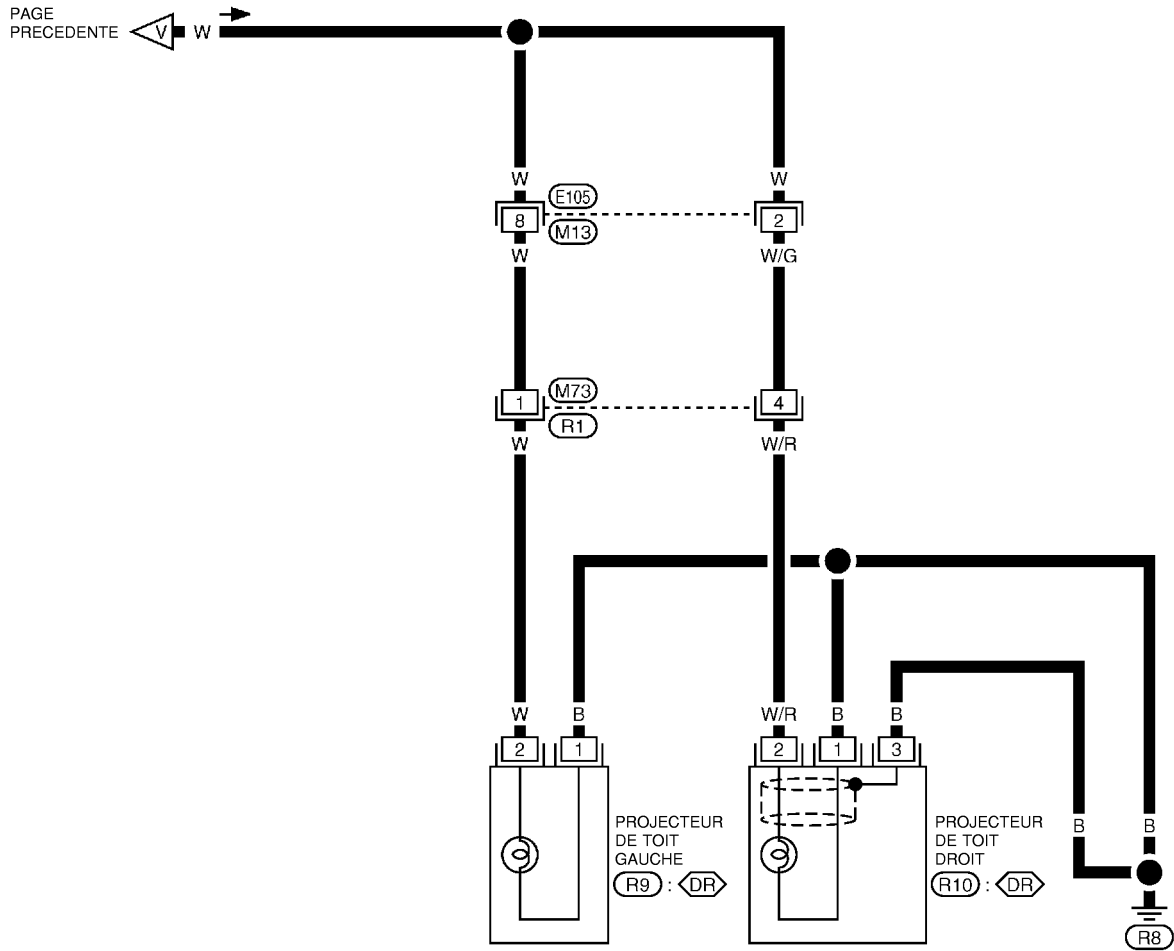 PAGE
PRECEDENTE
V
W
W
W
8
E105
M13
2
W
W/G
1
M73
R1
4
W
W/R
W
B
W/R
B
B
2
1
2
1
3
PROJECTEUR
DE TOIT
GAUCHE
R9 : DR
PROJECTEUR
DE TOIT
DROIT
R10 : DR
B
B
R8